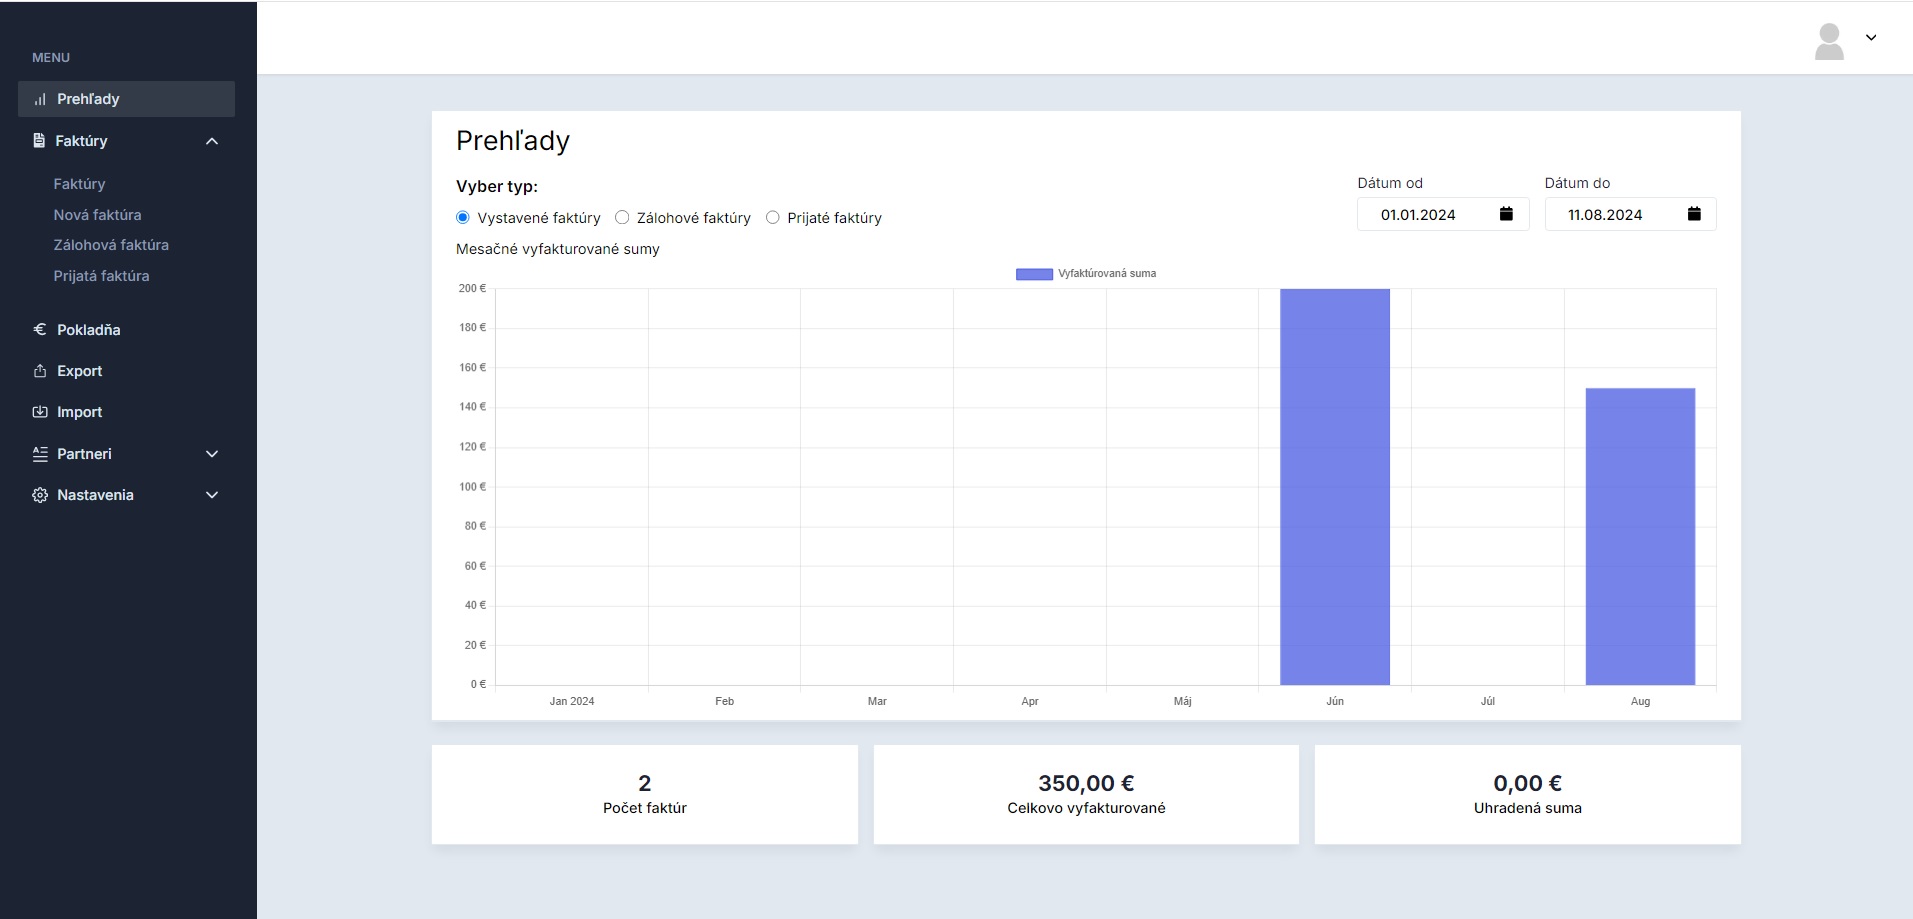 MENU
Prehľady
Faktúry
Faktúry
Nová faktúra
Zálohová faktúra
Prijatá faktúra
Pokladňa
Export
Import
Partneri
Nastavenia
Prehľady
Vyber typ:
Vystavené faktúry Zálohové faktúry Prijaté faktúry
Dátum od Dátum do
01.01.2024 11.08.2024
Mesačné vyfakturované sumy
Vyfaktúrovaná suma
200 €
180 €
160 €
140 €
120 €
100 €
80 €
60 €
40 €
20 €
0 €
Jan 2024 Feb Mar Apr Máj Jún Júl Aug
2
Počet faktúr
350,00 €
Celkovo vyfakturované
0,00 €
Uhradená suma